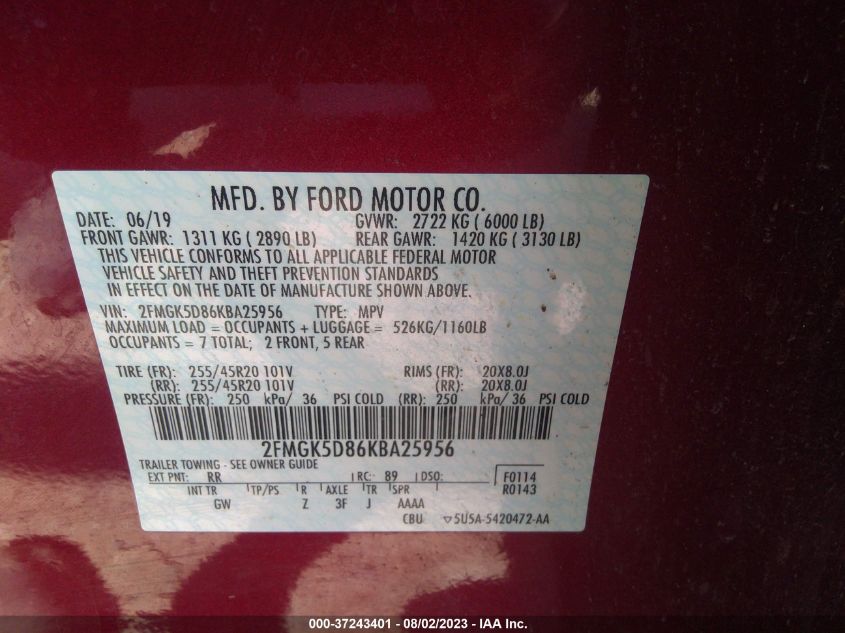 MFD. BY FORD MOTOR CO.
DATE: 06/19 GVWR: 2722 KG ( 6000 LB)
FRONT GAWR: 1311 KG ( 2890 LB) REAR GAWR: 1420 KG ( 3130 LB)
THIS VEHICLE CONFORMS TO ALL APPLICABLE FEDERAL MOTOR
VEHICLE SAFETY AND THEFT PREVENTION STANDARDS
IN EFFECT ON THE DATE OF MANUFACTURE SHOWN ABOVE.
VIN: 2FMGK5D86KBA25956 TYPE: MPV
MAXIMUM LOAD = OCCUPANTS + LUGGAGE = 526KG/1160LB
OCCUPANTS = 7 TOTAL; 2 FRONT, 5 REAR
TIRE (FR): 255/45R20 101V RIMS (FR): 20X8.0J
(RR): 255/45R20 101V (RR): 20X8.0J
PRESSURE (FR): 250 kPa/ 36 PSI COLD (RR): 250 kPa/ 36 PSI COLD
2FMGK5D86KBA25956
TRAILER TOWING - SEE OWNER GUIDE
EXT PNT: RR RC: 89 DSO: F0114
R0143
INT TR TP/PS R AXLE TR SPR
GW Z 3F J AAAA
CBU ▽5U5A-5420472-AA
000-37243401 - 08/02/2023 - IAA Inc.